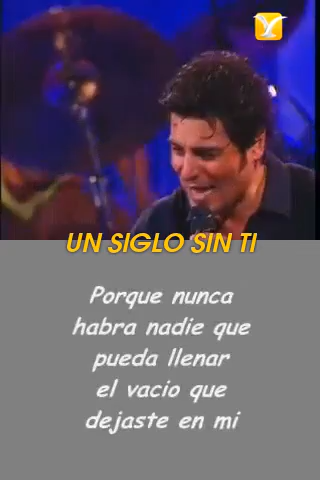 UN SIGLO SIN TI
Porque nunca
habra nadie que
pueda llenar
el vacio que
dejaste en mi